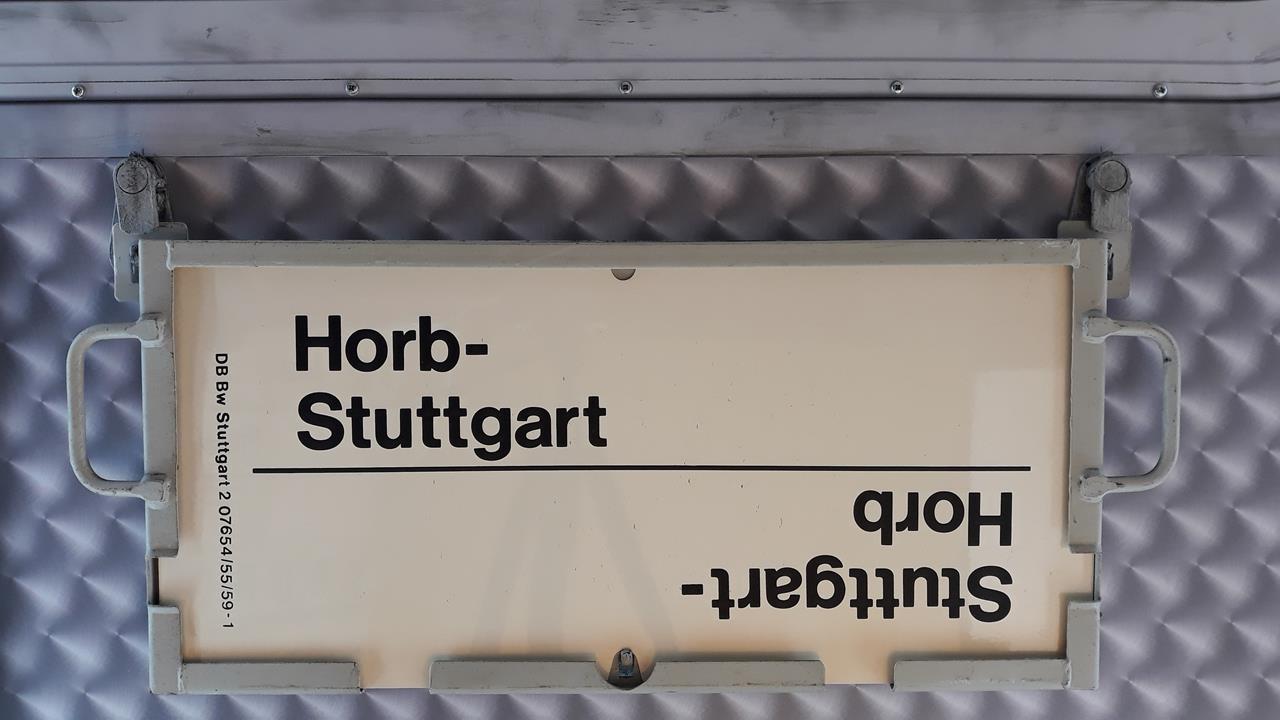 Horb-
Stuttgart
Stuttgart-
Horb
DB Bw Stuttgart 2 07654/55/59-1